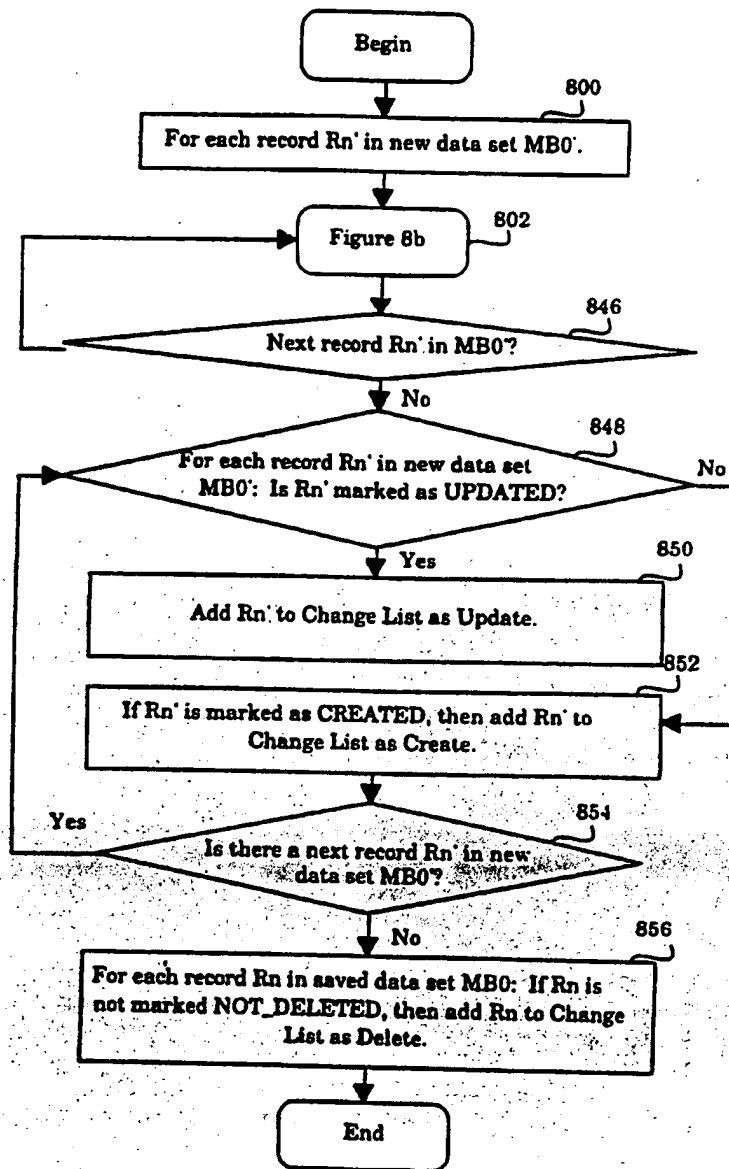 Begin
800
For each record Rn' in new data set MB0'.
Figure 8b
802
846
Next record Rn' in MB0'?
No
848
For each record Rn' in new data set
MB0': Is Rn' marked as UPDATED?
No
Yes
850
Add Rn' to Change List as Update.
852
If Rn' is marked as CREATED, then add Rn' to
Change List as Create.
Yes
854
Is there a next record Rn' in new
data set MB0'?
No
856
For each record Rn in saved data set MB0: If Rn is
not marked NOT_DELETED, then add Rn to Change
List as Delete.
End